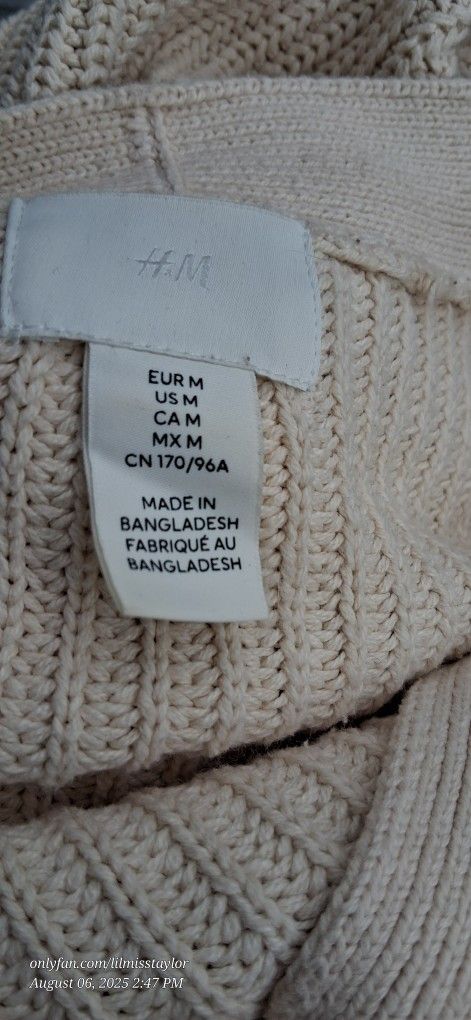 H&M
EUR M
US M
CA M
MX M
CN 170/96A
MADE IN
BANGLADESH
FABRIQUÉ AU
BANGLADESH
onlyfan.com/lilmisstaylor
August 06, 2025 2:47 PM